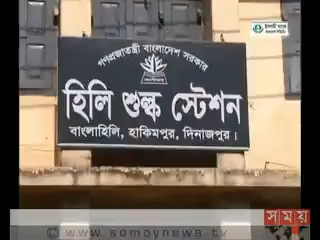 গণপ্রজাতন্ত্রী বাংলাদেশ সরকার
হিলি শুল্ক স্টেশন
বাংলাহিলি, হাকিমপুর, দিনাজপুর।
সময়
www.somoynews.tv